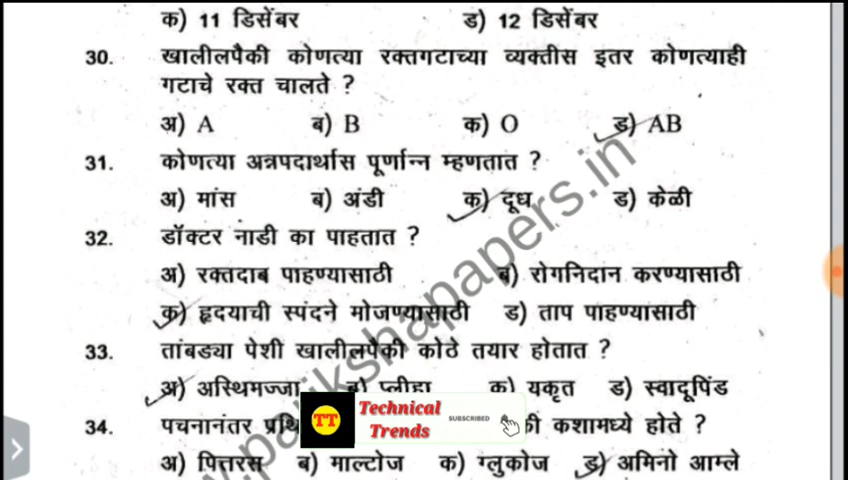 क) 11 डिसेंबर ड) 12 डिसेंबर
30. खालीलपैकी कोणत्या रक्तगटाच्या व्यक्तीस इतर कोणत्याही
गटाचे रक्त चालते ?
अ) A ब) B क) O ड) AB
31. कोणत्या अन्नपदार्थास पूर्णान्न म्हणतात ?
अ) मांस ब) अंडी क) दूध ड) केळी
32. डॉक्टर नाडी का पाहतात ?
अ) रक्तदाब पाहण्यासाठी ब) रोगनिदान करण्यासाठी
क) हृदयाची स्पंदने मोजण्यासाठी ड) ताप पाहण्यासाठी
33. तांबड्या पेशी खालीलपैकी कोठे तयार होतात ?
अ) अस्थिमज्जा ब) प्लीहा क) यकृत ड) स्वादूपिंड
34. पचनानंतर कशामध्ये होते ?
अ) पित्तरस ब) माल्टोज क) ग्लुकोज ड) अमिनो आम्ले
TT Technical Trends SUBSCRIBED
www.parikshapapers.in